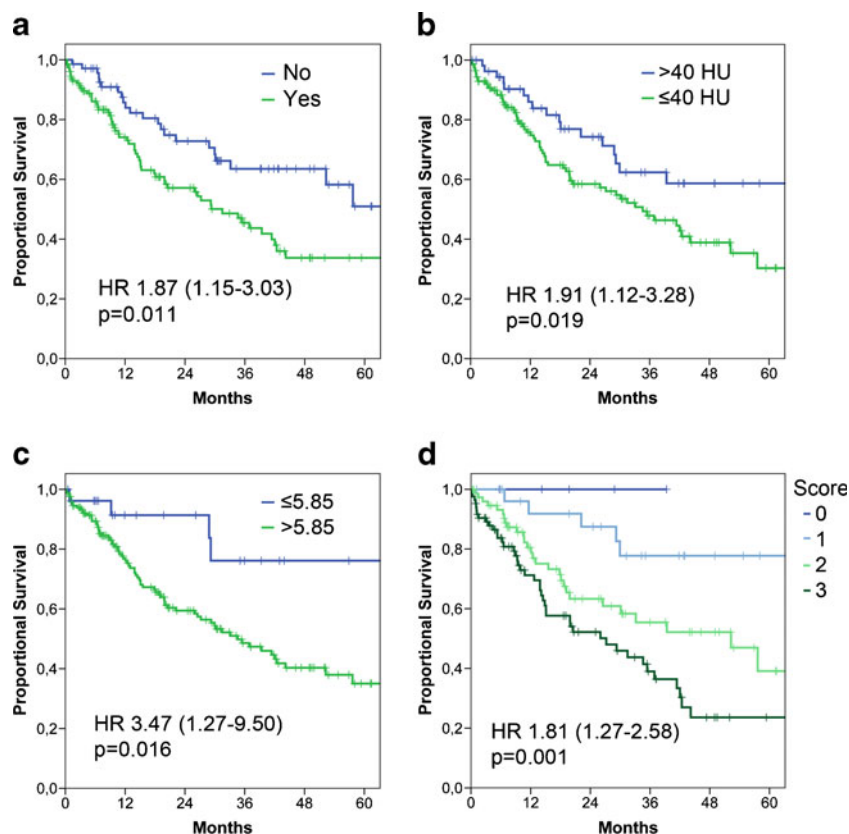 a
1,0
0,8
0,6
0,4
0,2
0,0
Proportional Survival
No
Yes
HR 1.87 (1.15-3.03)
p=0.011
0 12 24 36 48 60
Months
b
1,0
0,8
0,6
0,4
0,2
0,0
Proportional Survival
>40 HU
≤40 HU
HR 1.91 (1.12-3.28)
p=0.019
0 12 24 36 48 60
Months
c
1,0
0,8
0,6
0,4
0,2
0,0
Proportional Survival
≤5.85
>5.85
HR 3.47 (1.27-9.50)
p=0.016
0 12 24 36 48 60
Months
d
1,0
0,8
0,6
0,4
0,2
0,0
Proportional Survival
Score
0
1
2
3
HR 1.81 (1.27-2.58)
p=0.001
0 12 24 36 48 60
Months